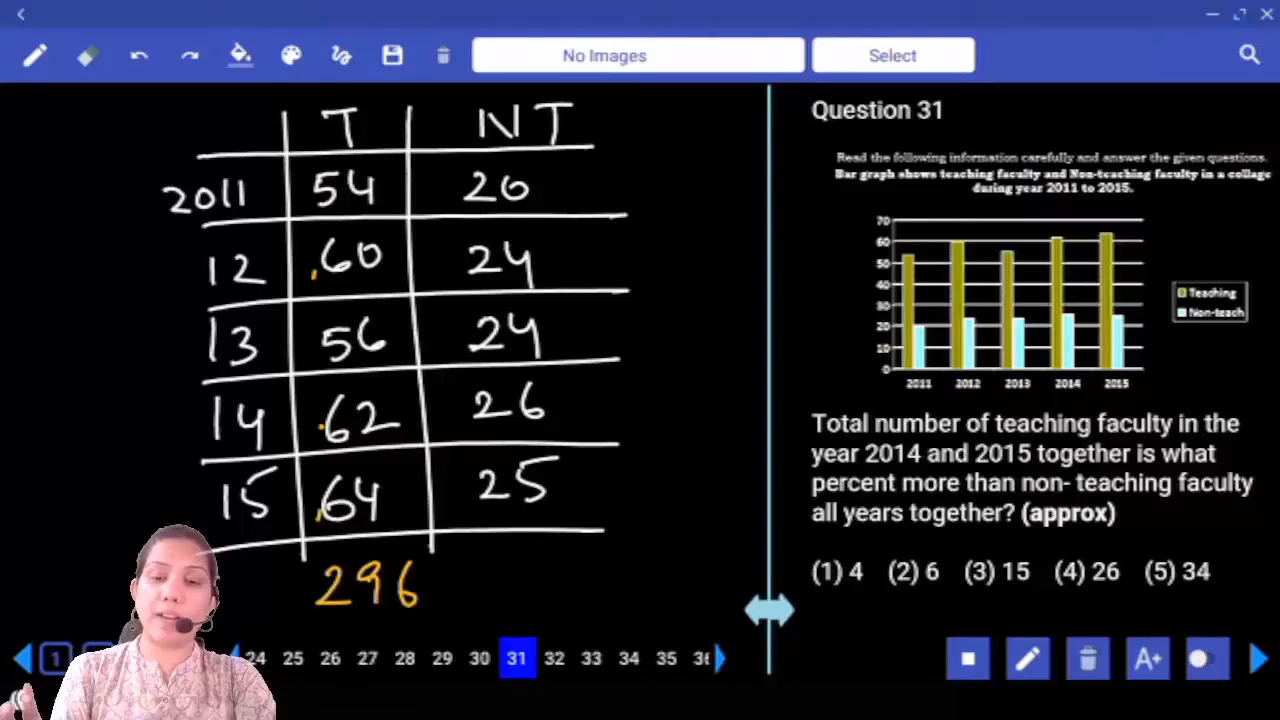 No Images
Select
T NT
2011 54 20
12 60 24
13 56 24
14 62 26
15 64 25
296
Question 31
Read the following information carefully and answer the given questions.
Bar graph shows teaching faculty and Non-teaching faculty in a collage
during year 2011 to 2015.
70
60
50
40
30
20
10
0
2011 2012 2013 2014 2015
Teaching
Non-teach
Total number of teaching faculty in the
year 2014 and 2015 together is what
percent more than non- teaching faculty
all years together? (approx)
(1) 4 (2) 6 (3) 15 (4) 26 (5) 34
1 24 25 26 27 28 29 30 31 32 33 34 35
A+